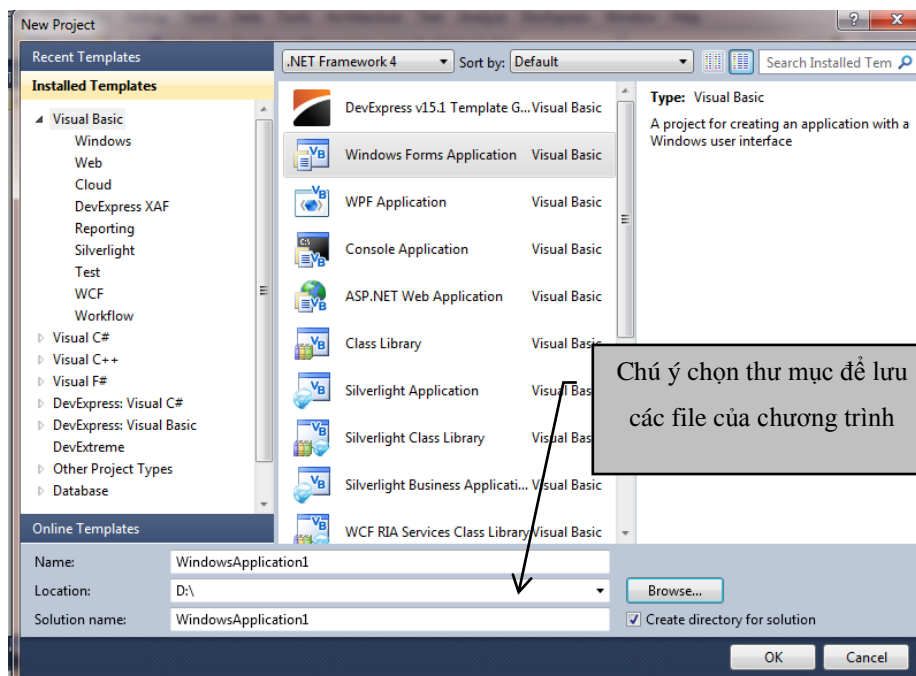 New Project
Recent Templates
.NET Framework 4
Sort by: Default
Search Installed Tem
Installed Templates
Visual Basic
Windows
Web
Cloud
DevExpress XAF
Reporting
Silverlight
Test
WCF
Workflow
Visual C#
Visual C++
Visual F#
DevExpress: Visual C#
DevExpress: Visual Basic
DevExtreme
Other Project Types
Database
Online Templates
DevExpress v15.1 Template G... Visual Basic
Windows Forms Application Visual Basic
WPF Application Visual Basic
Console Application Visual Basic
ASP.NET Web Application Visual Basic
Class Library Visual Basic
Silverlight Application Visual Bas
Silverlight Class Library Visual Bas
Silverlight Business Applicati... Visual Basic
WCF RIA Services Class Library Visual Basic
Type: Visual Basic
A project for creating an application with a
Windows user interface
Chú ý chọn thư mục để lưu
các file của chương trình
Name: WindowsApplication1
Location: D:\
Browse...
Solution name: WindowsApplication1
Create directory for solution
OK Cancel